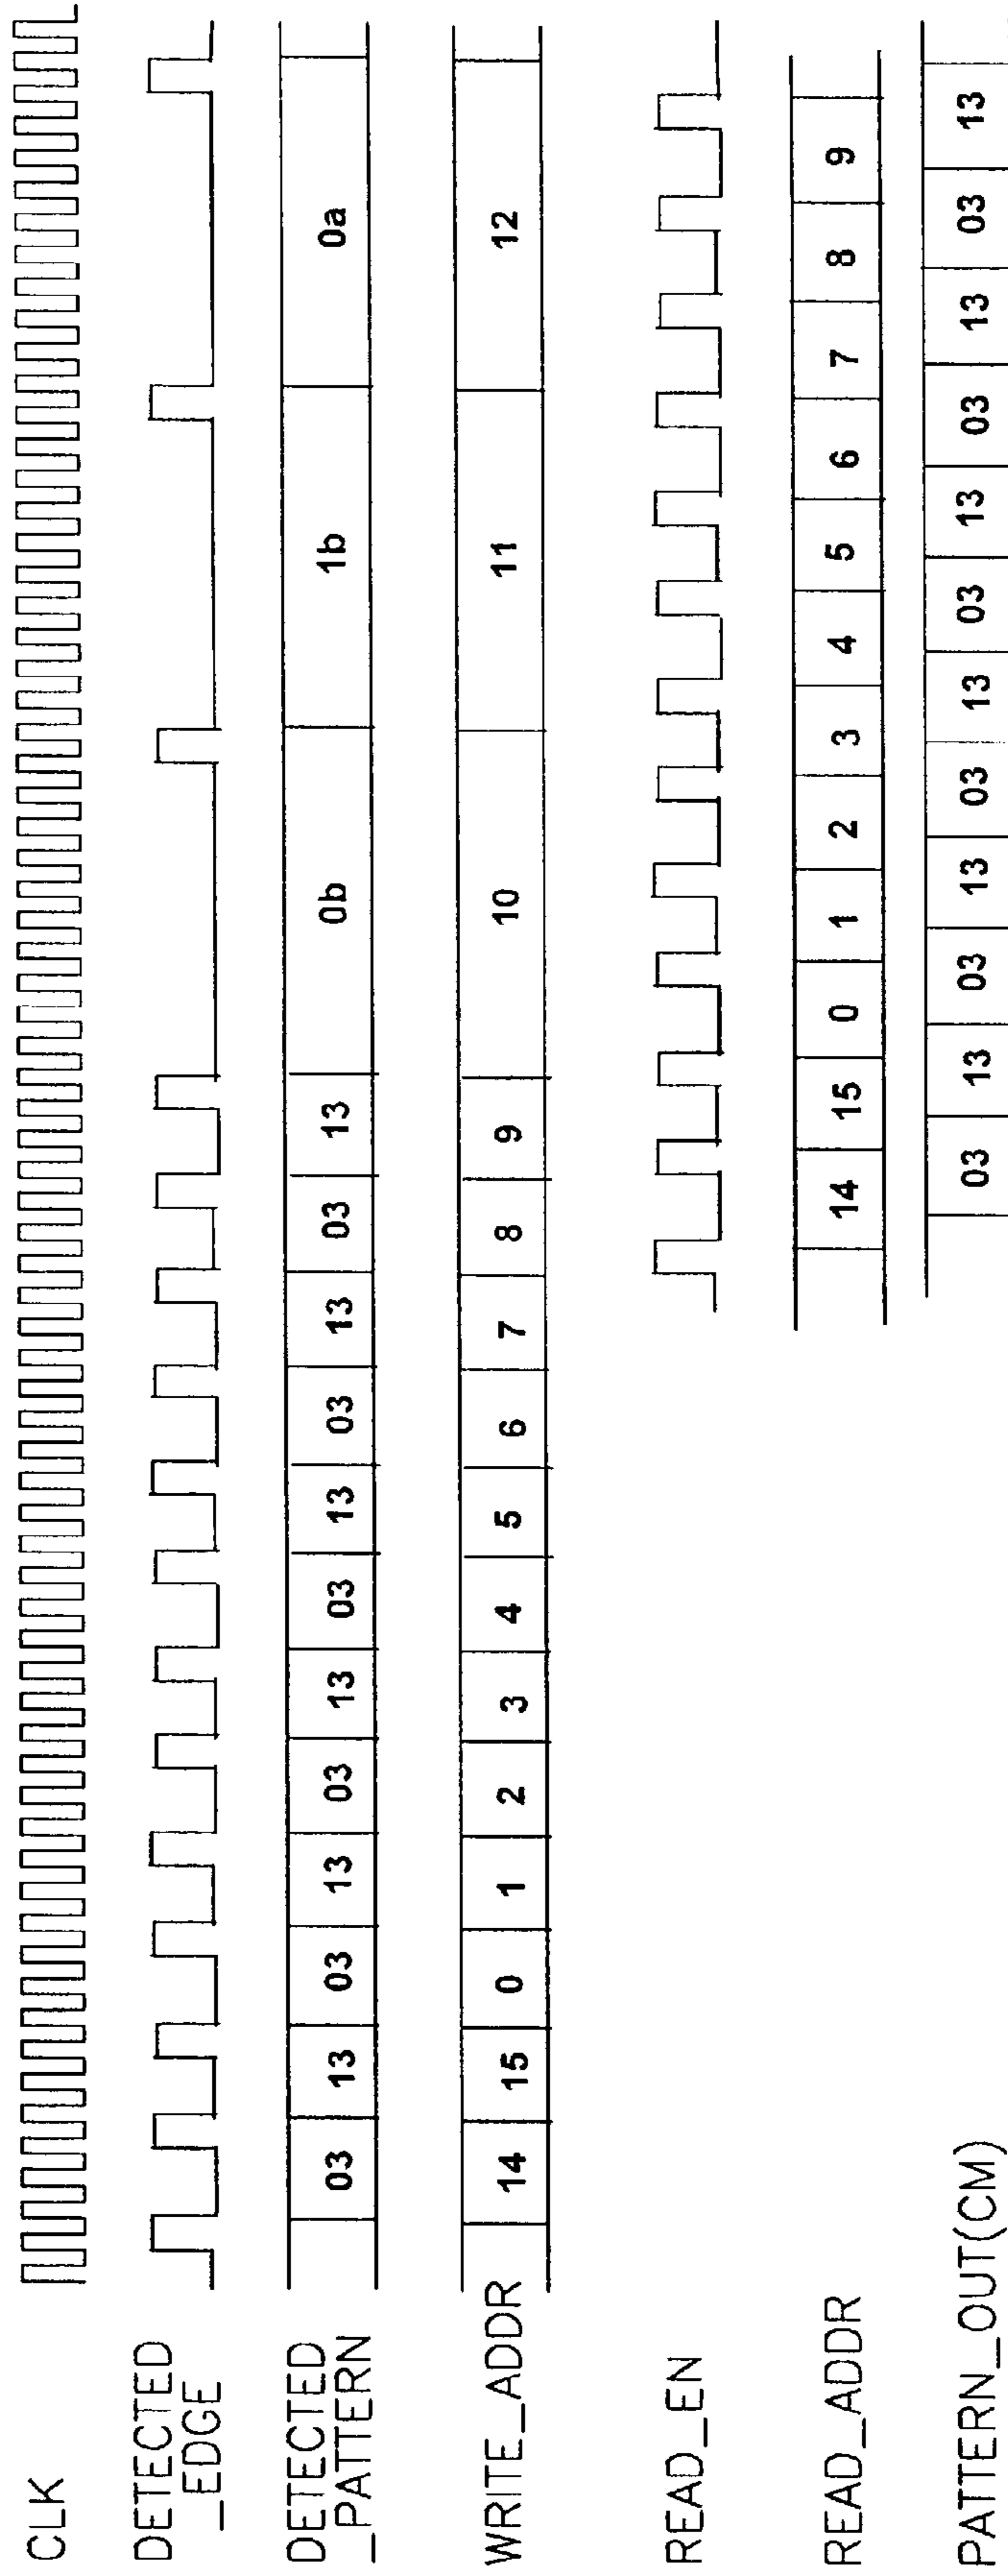 CLK
DETECTED
_EDGE
DETECTED
_PATTERN
03 13 03 13 03 13 03 13 03 13 03 13 0b 1b 0a
WRITE_ADDR
14 15 0 1 2 3 4 5 6 7 8 9 10 11 12
READ_EN
READ_ADDR
14 15 0 1 2 3 4 5 6 7 8 9
PATTERN_OUT(CM)
03 13 03 13 03 13 03 13 03 13 03 13